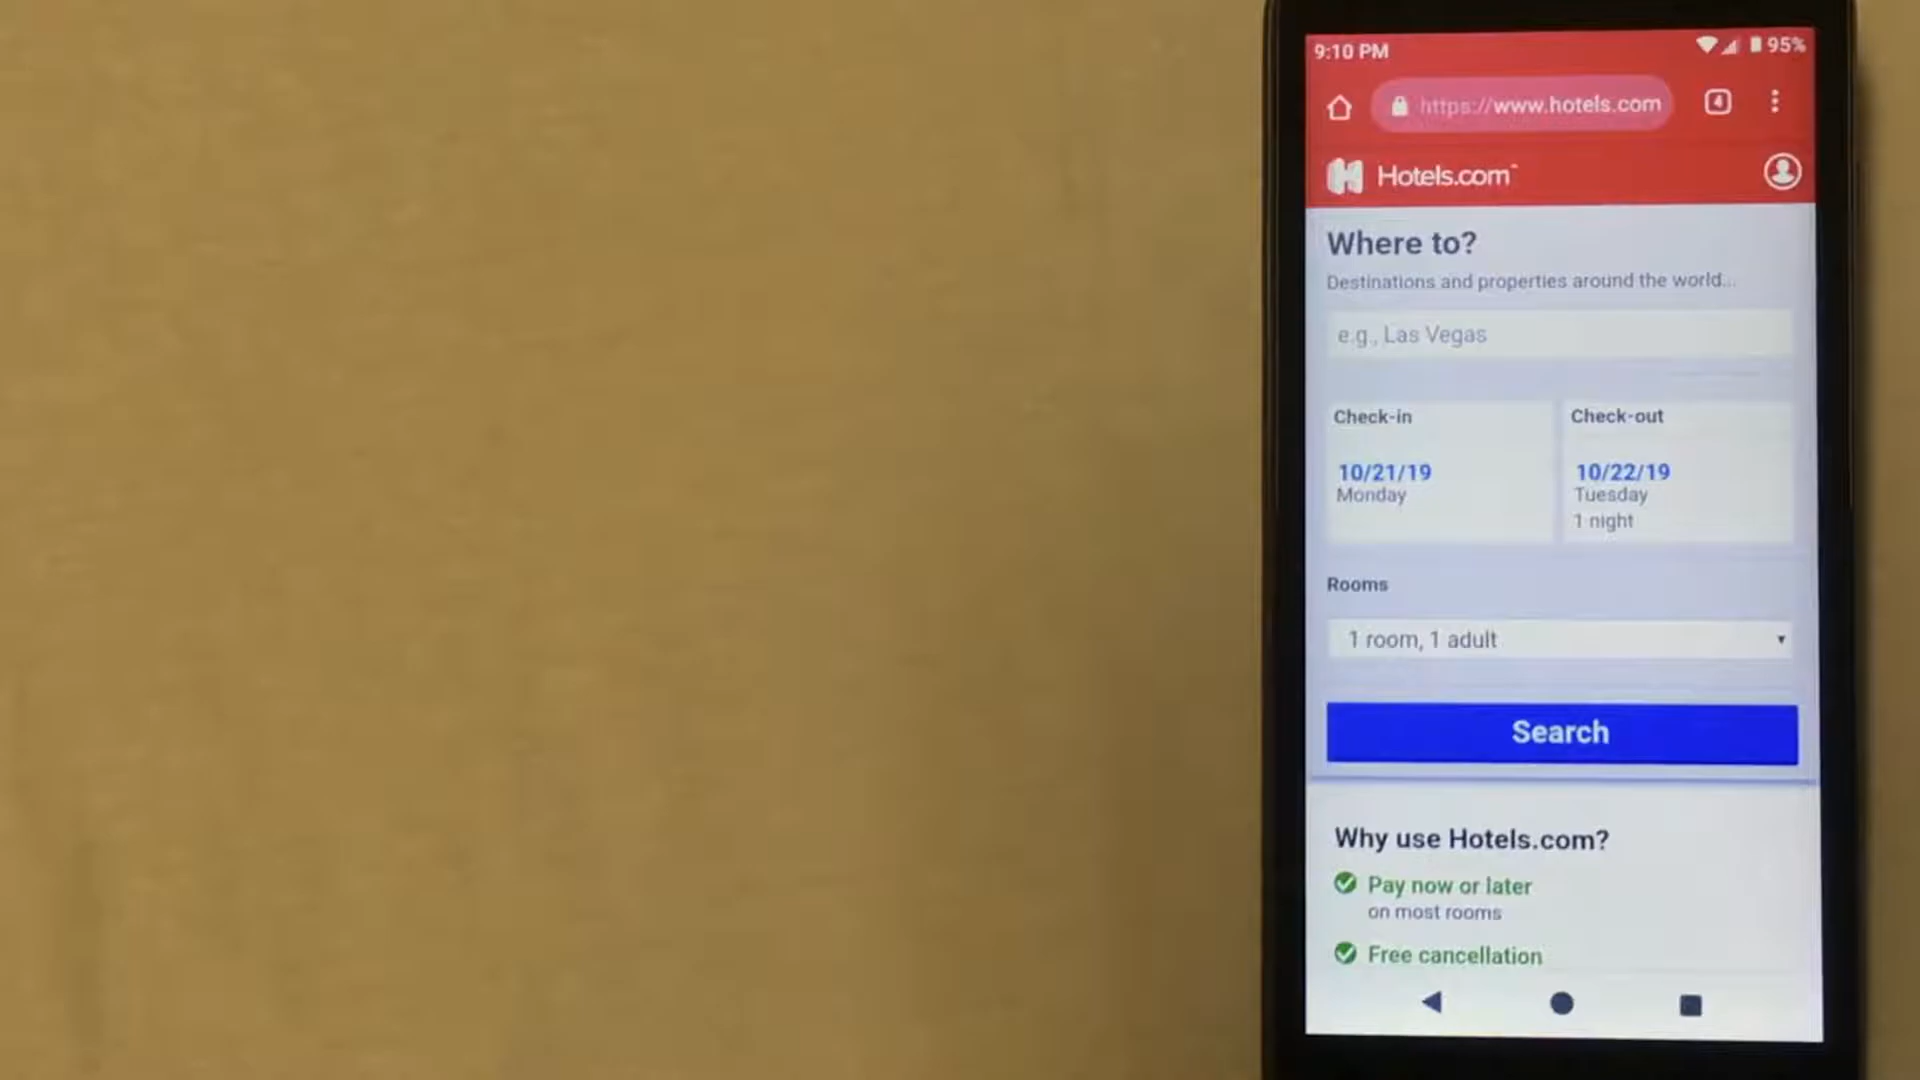 9:10 PM
95%
https://www.hotels.com
4
Hotels.com™
Where to?
Destinations and properties around the world...
e.g., Las Vegas
Check-in
Check-out
10/21/19
Monday
10/22/19
Tuesday
1 night
Rooms
1 room, 1 adult
Search
Why use Hotels.com?
Pay now or later
on most rooms
Free cancellation